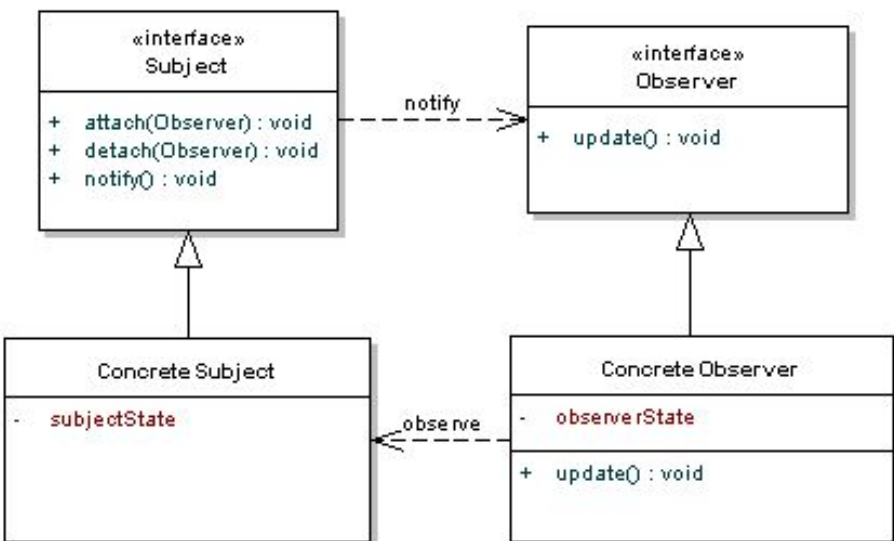 «interface»
Subject
+ attach(Observer) : void
+ detach(Observer) : void
+ notify() : void
notify
«interface»
Observer
+ update() : void
Concrete Subject
- subjectState
observe
Concrete Observer
- observerState
+ update() : void